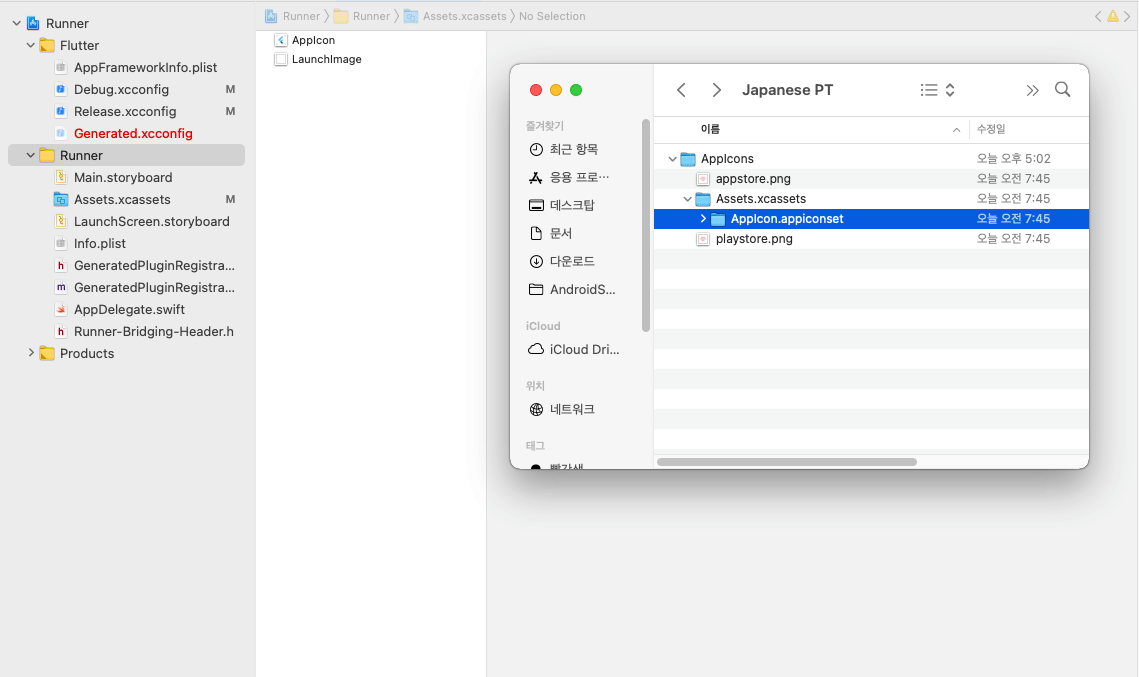 Runner
Flutter
AppFrameworkInfo.plist
Debug.xcconfig M
Release.xcconfig M
Generated.xcconfig
Runner
Main.storyboard
Assets.xcassets M
LaunchScreen.storyboard
Info.plist
GeneratedPluginRegistra...
GeneratedPluginRegistra...
AppDelegate.swift
Runner-Bridging-Header.h
Products
Runner Runner Assets.xcassets No Selection
AppIcon
LaunchImage
Japanese PT
즐겨찾기
최근 항목
응용 프로…
데스크탑
문서
다운로드
AndroidS...
iCloud
iCloud Dri...
위치
네트워크
태그
빨간색
이름 수정일
AppIcons 오늘 오후 5:02
appstore.png 오늘 오전 7:45
Assets.xcassets 오늘 오전 7:45
AppIcon.appiconset 오늘 오전 7:45
playstore.png 오늘 오전 7:45